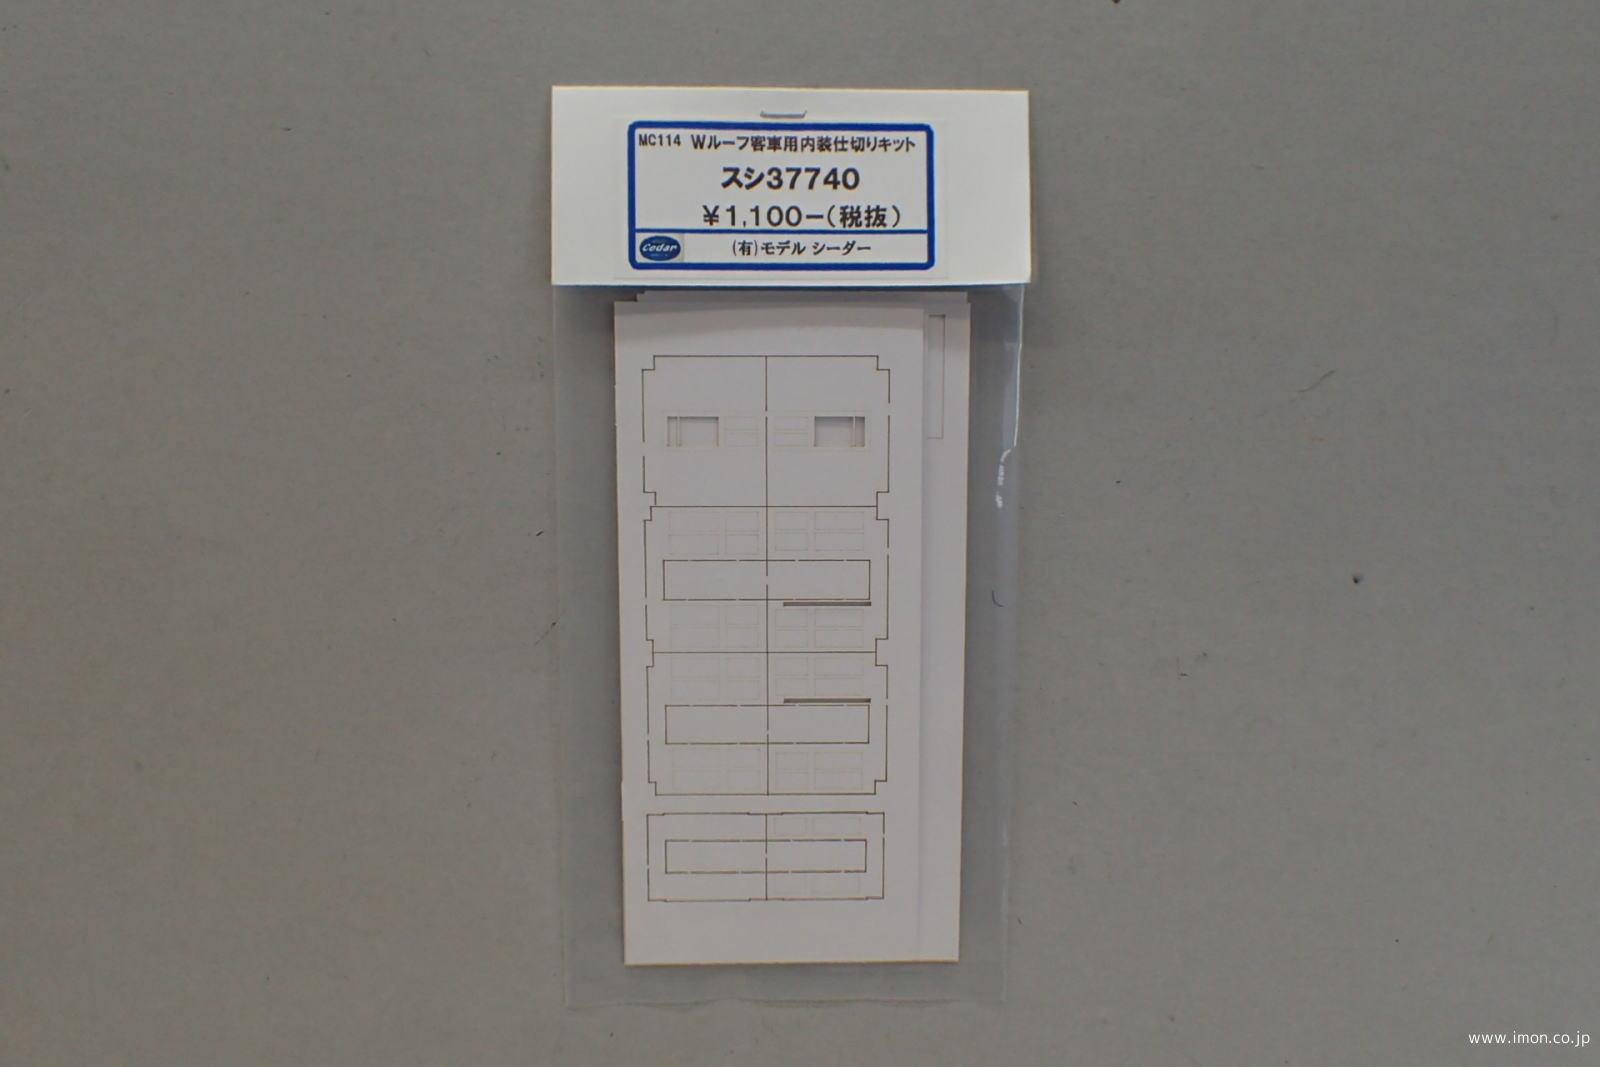 MC114 Wルーフ客車用内装仕切りキット
スシ37740
¥1,100-(税抜)
Cedar
(有)モデル シーダー
www.imon.co.jp